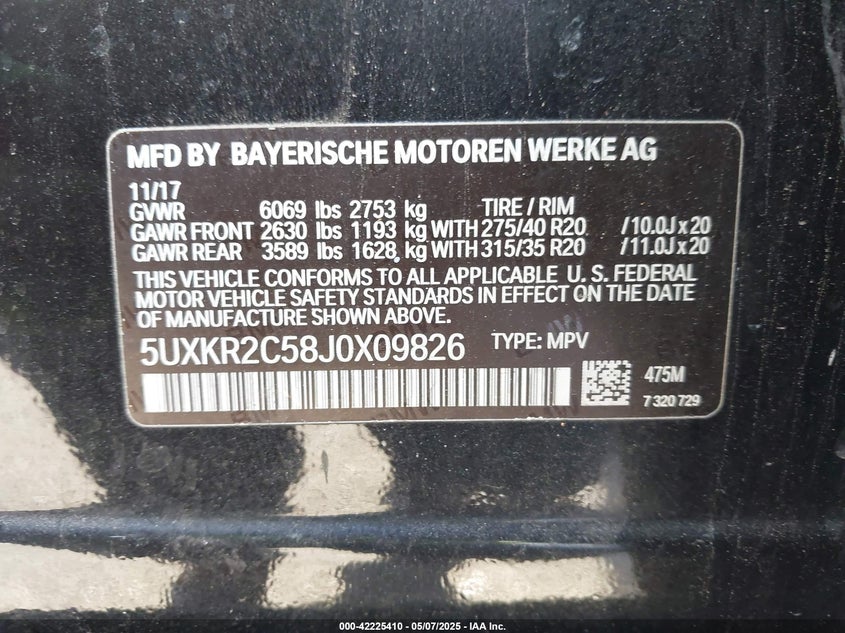 MFD BY BAYERISCHE MOTOREN WERKE AG
11/17
GVWR 6069 lbs 2753 kg TIRE / RIM
GAWR FRONT 2630 lbs 1193 kg WITH 275/40 R20 /10.0J x 20
GAWR REAR 3589 lbs 1628 kg WITH 315/35 R20 /11.0J x 20
THIS VEHICLE CONFORMS TO ALL APPLICABLE U. S. FEDERAL
MOTOR VEHICLE SAFETY STANDARDS IN EFFECT ON THE DATE
OF MANUFACTURE SHOWN ABOVE.
5UXKR2C58J0X09826 TYPE: MPV
475M
7 320 729
000-42225410 - 05/07/2025 - IAA Inc.